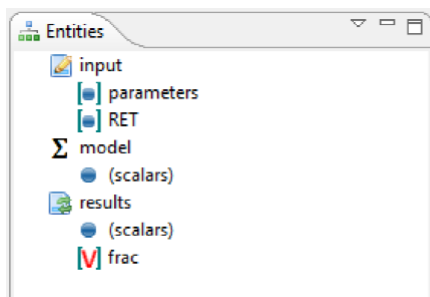 Entities
input
parameters
RET
Σ model
(scalars)
results
(scalars)
[V] frac